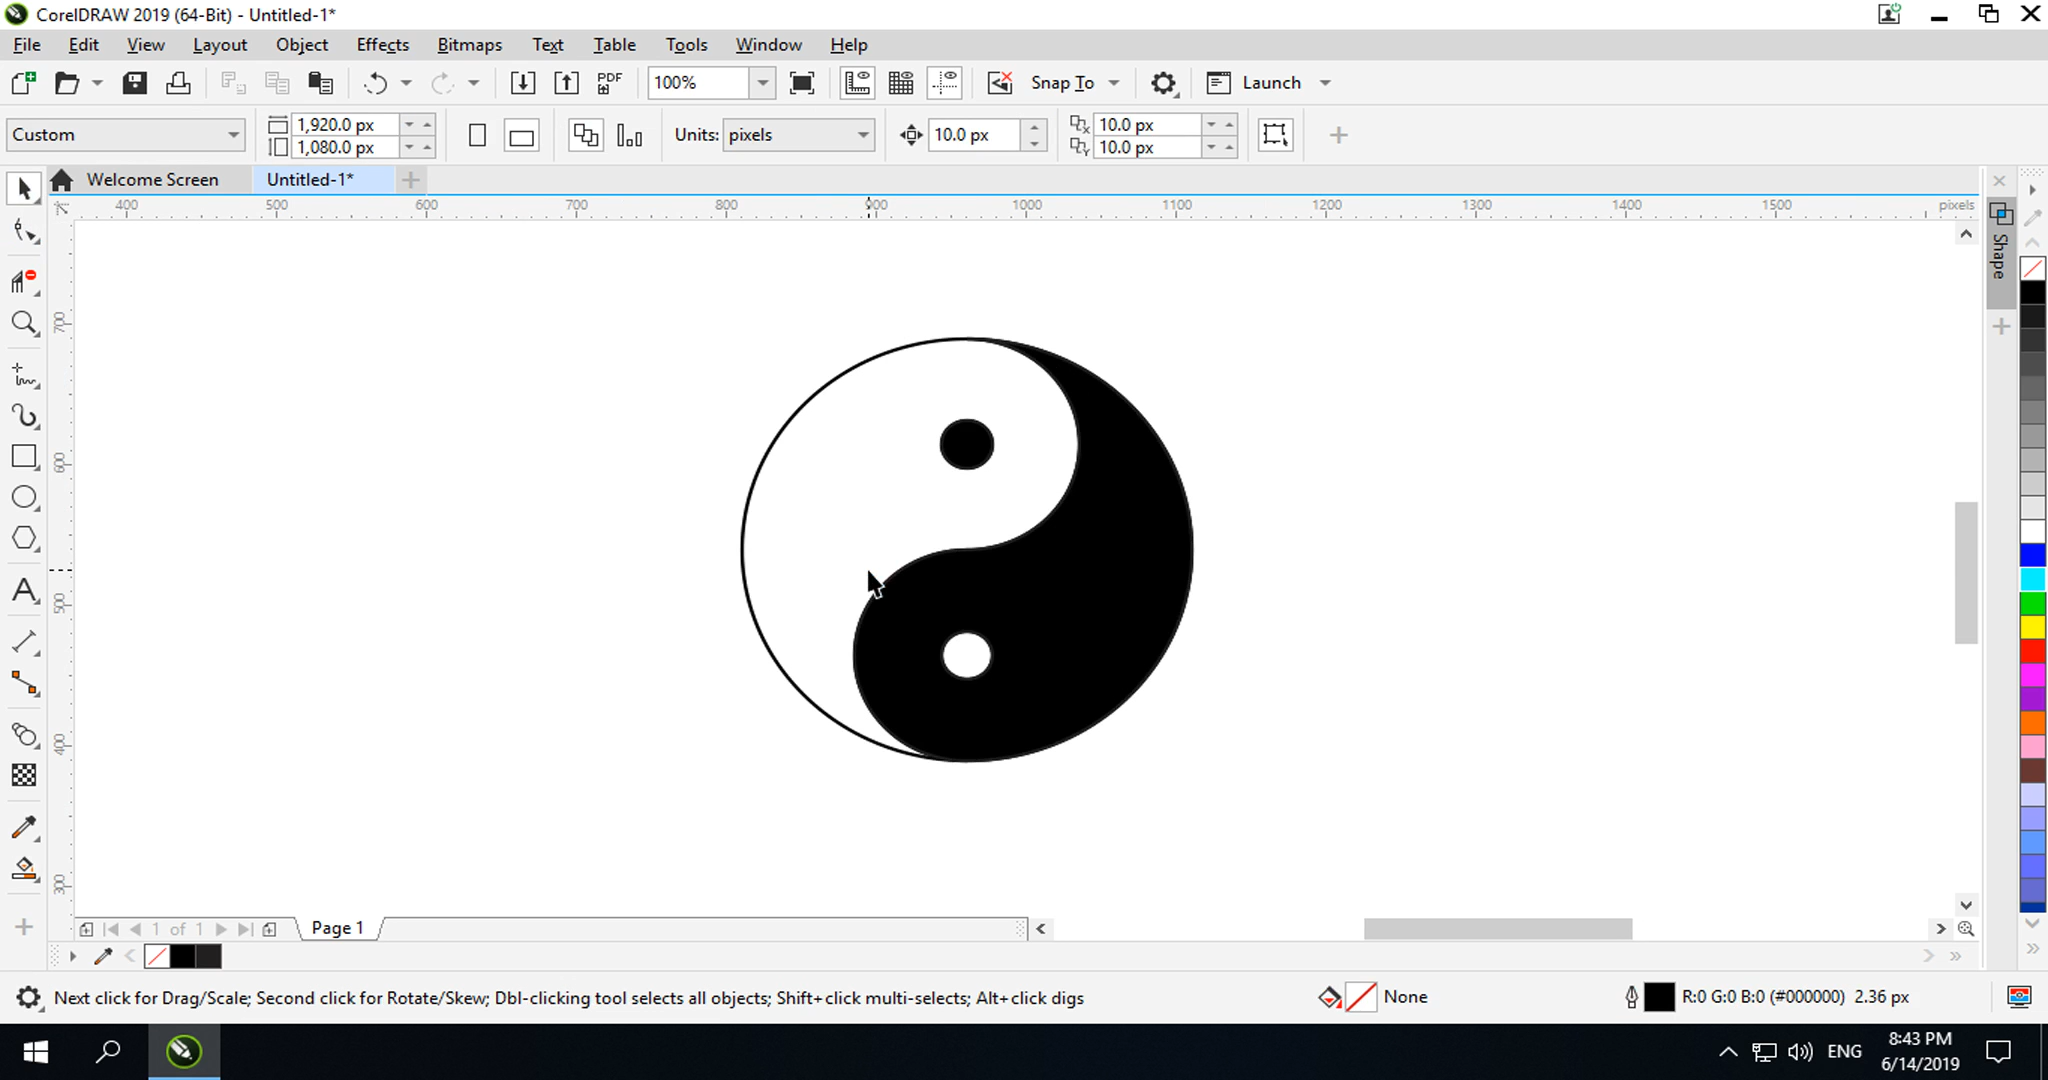 CorelDRAW 2019 (64-Bit) - Untitled-1*
File Edit View Layout Object Effects Bitmaps Text Table Tools Window Help
PDF 100% Snap To Launch
Custom 1,920.0 px 1,080.0 px Units: pixels 10.0 px 10.0 px 10.0 px
Welcome Screen Untitled-1*
400 500 600 700 800 900 1000 1100 1200 1300 1400 1500 pixels
700
600
500
400
300
Shape
1 of 1 Page 1
Next click for Drag/Scale; Second click for Rotate/Skew; Dbl-clicking tool selects all objects; Shift+click multi-selects; Alt+click digs None R:0 G:0 B:0 (#000000) 2.36 px
ENG 8:43 PM
6/14/2019